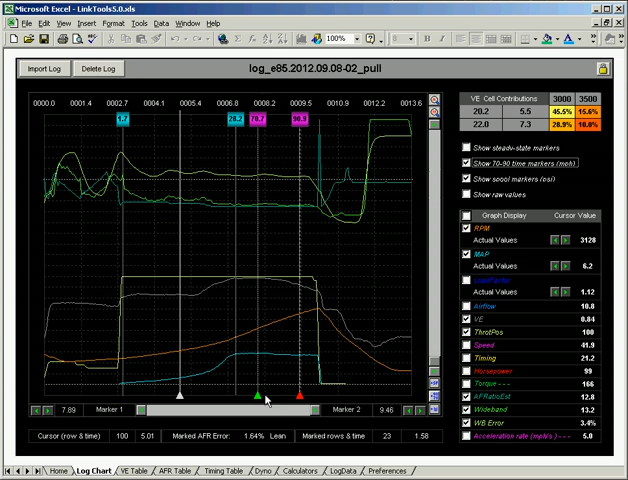 Microsoft Excel - LinkTools5.0.xls
File Edit View Insert Format Tools Data Window Help
100% 8
Import Log Delete Log log_e85.2012.09.08-02_pull
0000.0 0001.4 0002.7 0004.1 0005.4 0006.8 0008.2 0009.5 0010.9 0012.2 0013.6
1.7 28.2 70.7 90.9
VE Cell Contributions 3000 3500
20.2 5.5 45.5% 15.6%
22.0 7.3 28.9% 10.0%
Show steady-state markers
Show 70-90 time markers (mph)
Show spool markers (psi)
Show raw values
Graph Display Cursor Value
RPM
Actual Values 3128
MAP
Actual Values 6.2
LoadFactor
Actual Values 1.12
Airflow 10.8
VE 0.84
ThrotPos 100
Speed 41.9
Timing 21.2
Horsepower 99
Torque - - - 166
AFRatioEst 12.8
Wideband 13.2
WB Error 3.4%
Acceleration rate (mph/s) - - - 5.0
7.89 Marker 1 Marker 2 9.46
Cursor (row & time) 100 5.01 Marked AFR Error: 1.64% Lean Marked rows & time 23 1.58
Home Log Chart VE Table AFR Table Timing Table Dyno Calculators LogData Preferences